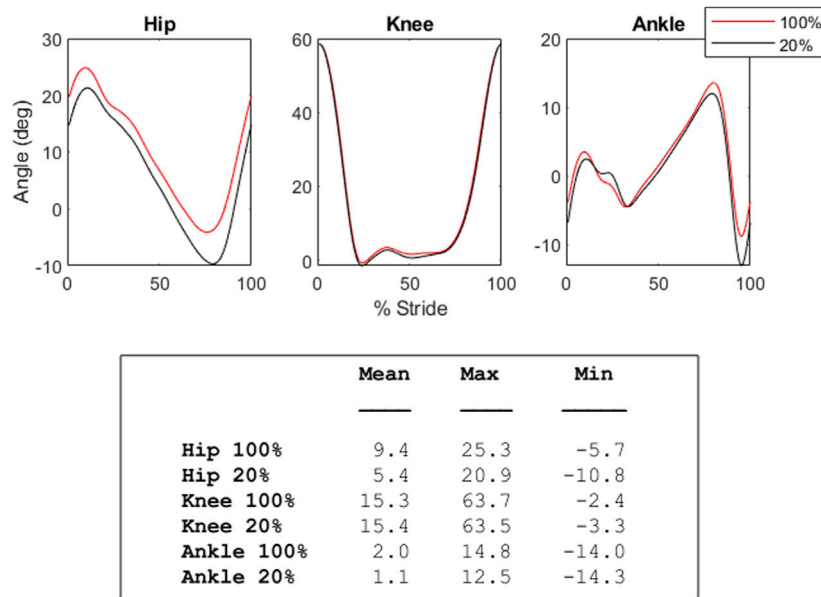 Hip
Knee
Ankle
100%
20%
Angle (deg)
30
20
10
0
-10
0
50
100
60
40
20
0
0
50
100
% Stride
20
10
0
-10
0
50
100
Mean Max Min
Hip 100% 9.4 25.3 -5.7
Hip 20% 5.4 20.9 -10.8
Knee 100% 15.3 63.7 -2.4
Knee 20% 15.4 63.5 -3.3
Ankle 100% 2.0 14.8 -14.0
Ankle 20% 1.1 12.5 -14.3